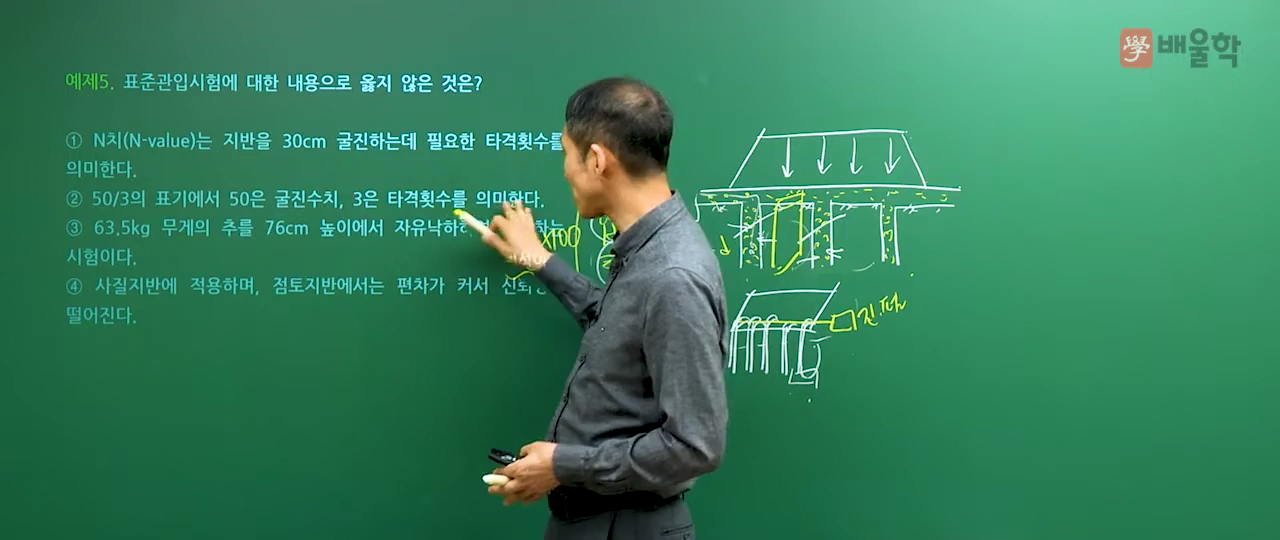 學 배울학
예제5. 표준관입시험에 대한 내용으로 옳지 않은 것은?
① N치(N-value)는 지반을 30cm 굴진하는데 필요한 타격횟수를
의미한다.
② 50/3의 표기에서 50은 굴진수치, 3은 타격횟수를 의미한다.
③ 63.5kg 무게의 추를 76cm 높이에서
시험이다.
④ 사질지반에 적용하며, 점토지반에서는 편차가 커서
떨어진다.
x100